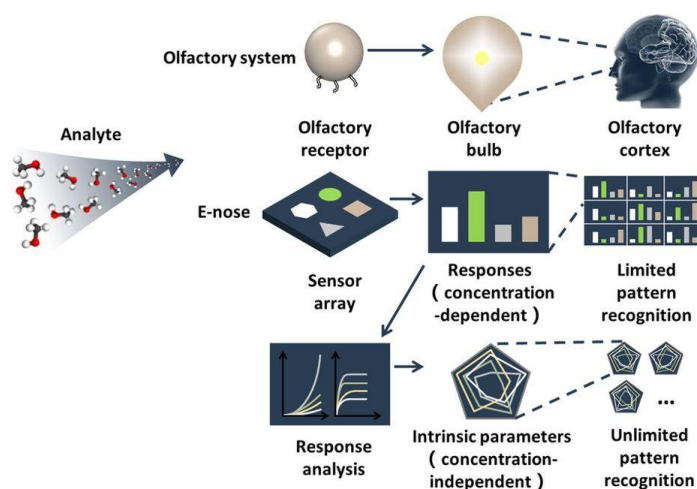 Olfactory system
Olfactory
receptor
Olfactory
bulb
Olfactory
cortex
Analyte
E-nose
Sensor
array
Responses
( concentration
-dependent )
Limited
pattern
recognition
Response
analysis
Intrinsic parameters
( concentration-
independent )
...
Unlimited
pattern
recognition